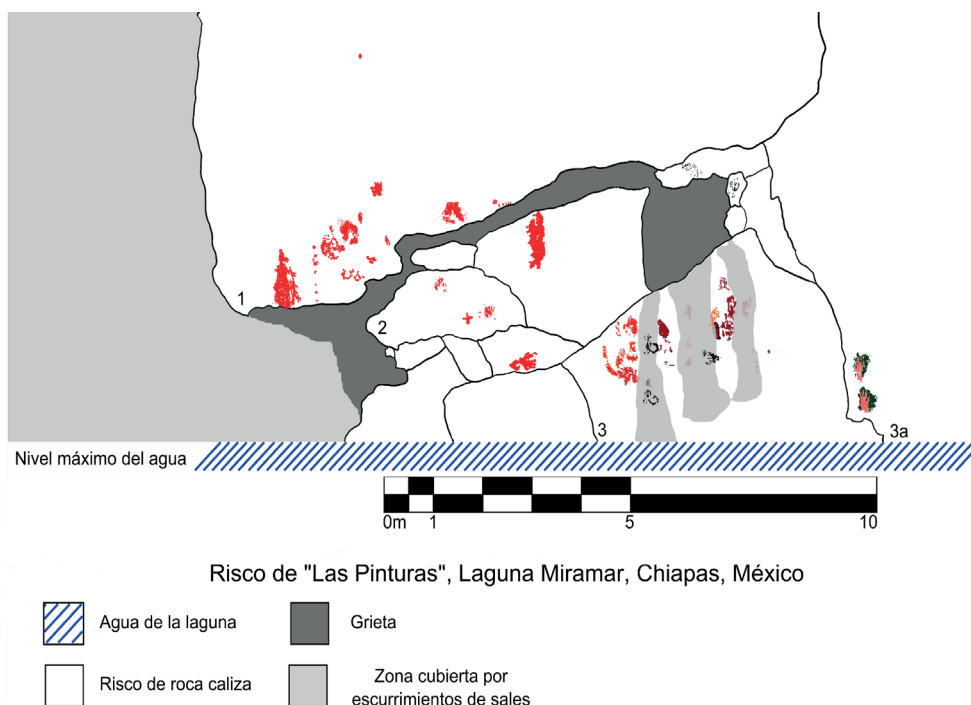 1
2
3
3a
Nivel máximo del agua
0m 1 5 10
Risco de "Las Pinturas", Laguna Miramar, Chiapas, México
Agua de la laguna
Grieta
Risco de roca caliza
Zona cubierta por
escurrimientos de sales